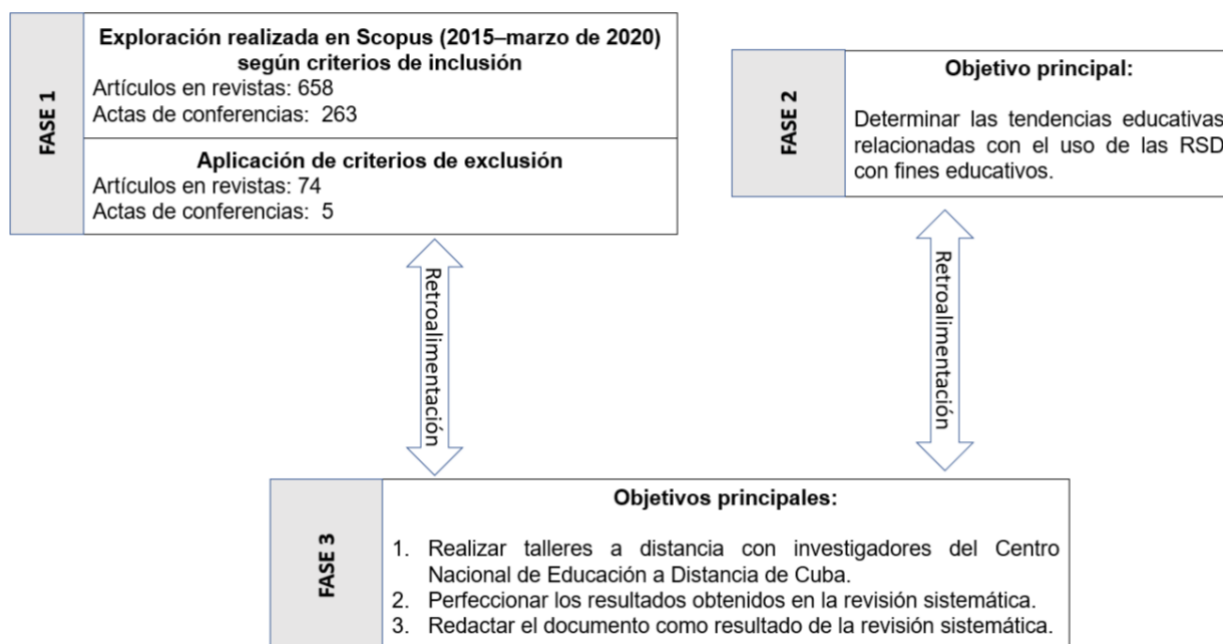 FASE 1
Exploración realizada en Scopus (2015–marzo de 2020)
según criterios de inclusión
Artículos en revistas: 658
Actas de conferencias: 263
Aplicación de criterios de exclusión
Artículos en revistas: 74
Actas de conferencias: 5
FASE 2
Objetivo principal:
Determinar las tendencias educativas
relacionadas con el uso de las RSD
con fines educativos.
Retroalimentación
Retroalimentación
FASE 3
Objetivos principales:
1. Realizar talleres a distancia con investigadores del Centro
Nacional de Educación a Distancia de Cuba.
2. Perfeccionar los resultados obtenidos en la revisión sistemática.
3. Redactar el documento como resultado de la revisión sistemática.